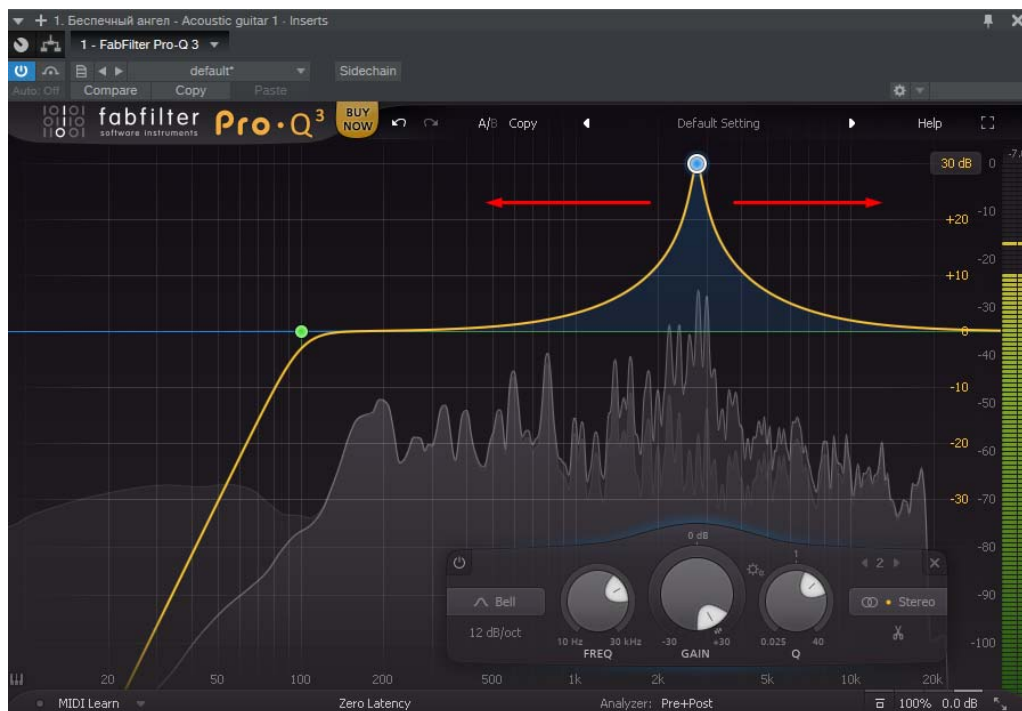 1. Беспечный ангел - Acoustic guitar 1 - Inserts
1 - FabFilter Pro-Q 3
default* Sidechain
Auto: Off Compare Copy Paste
fabfilter
software instruments
Pro·Q3
BUY NOW
A/B Copy Default Setting Help
30 dB 0
+20 -10
-20
+10
-30
0
-40
-10
-50
-20
-60
-30 -70
-80
-90
-100
0 dB
1
2
Bell
12 dB/oct
10 Hz 30 kHz
FREQ
-30 +30
GAIN
0.025 40
Q
Stereo
20 50 100 200 500 1k 2k 5k 10k 20k
MIDI Learn Zero Latency Analyzer: Pre+Post 100% 0.0 dB